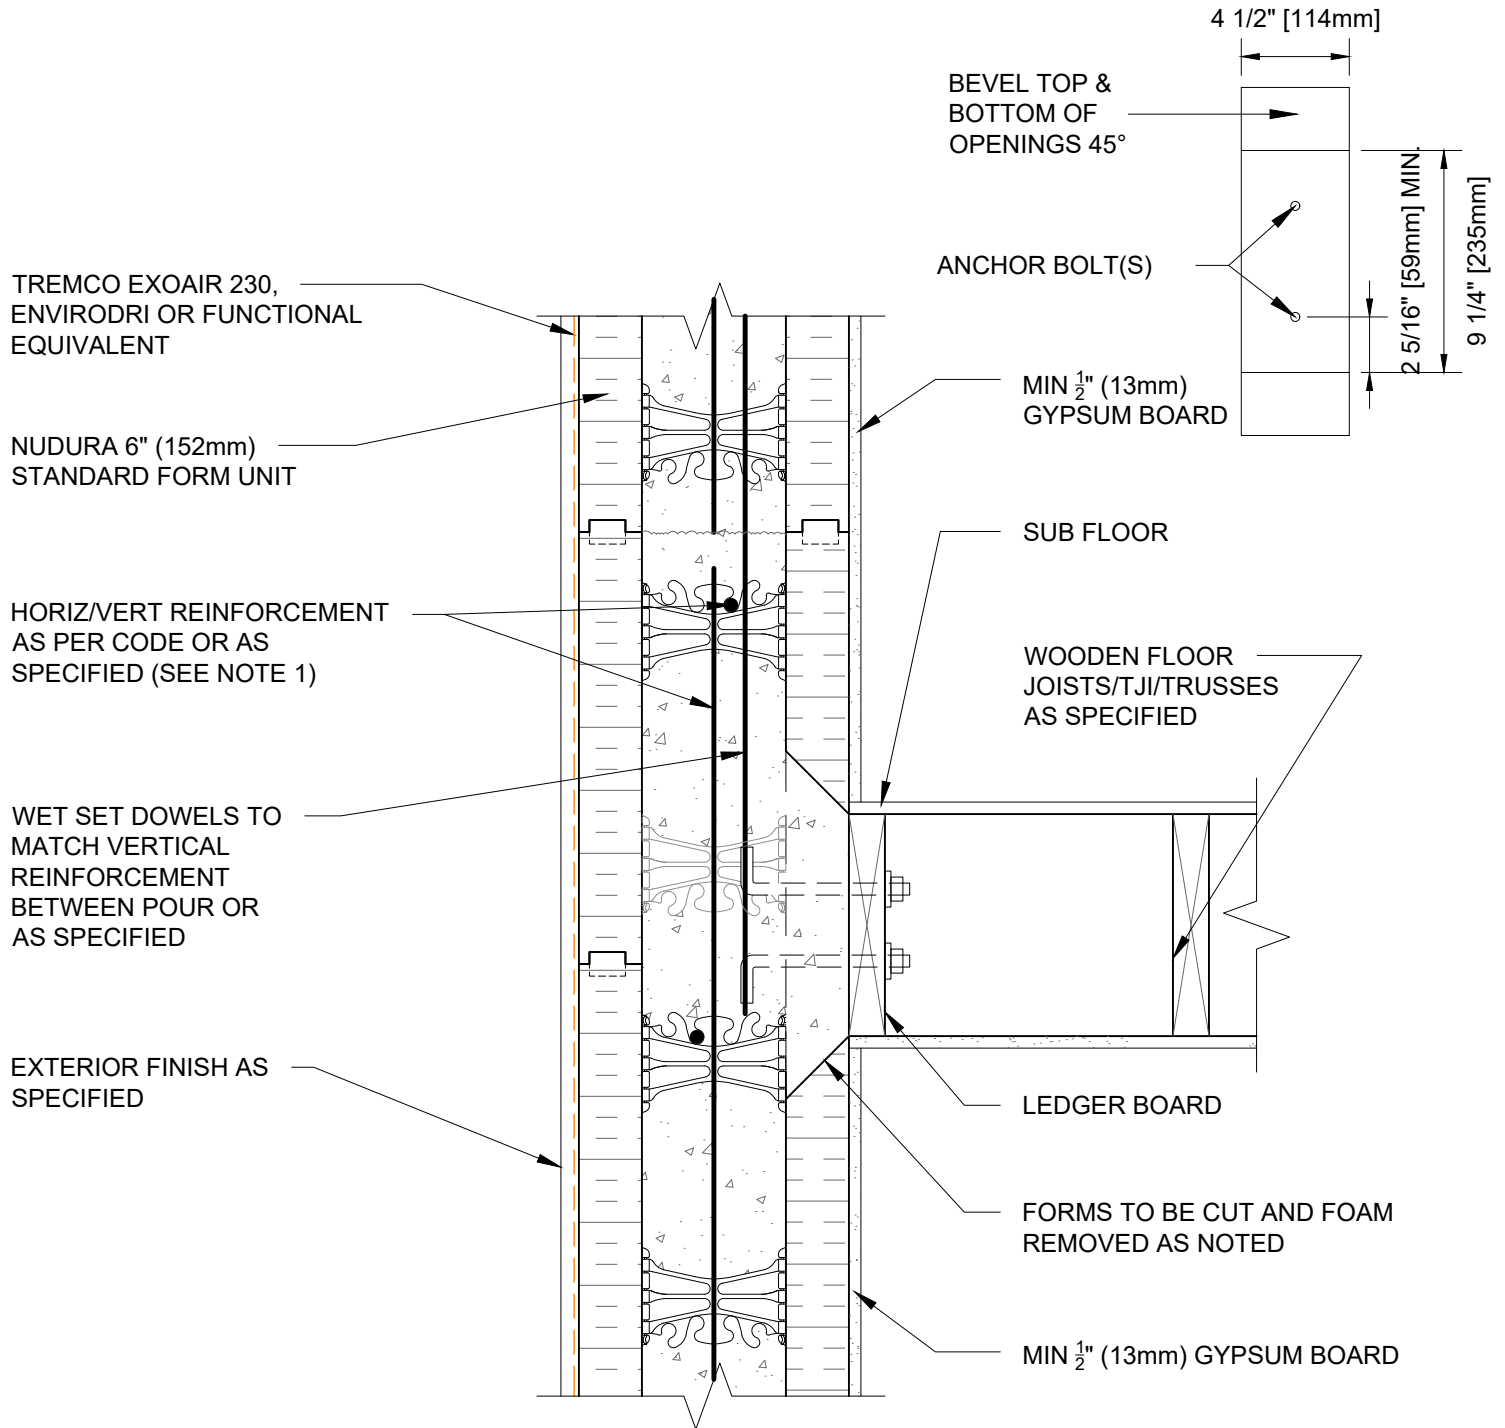 4 1/2" [114mm]
BEVEL TOP &
BOTTOM OF
OPENINGS 45°
2 5/16" [59mm] MIN.
9 1/4" [235mm]
ANCHOR BOLT(S)
TREMCO EXOAIR 230,
ENVIRODRI OR FUNCTIONAL
EQUIVALENT
MIN 1/2" (13mm)
GYPSUM BOARD
NUDURA 6" (152mm)
STANDARD FORM UNIT
SUB FLOOR
HORIZ/VERT REINFORCEMENT
AS PER CODE OR AS
SPECIFIED (SEE NOTE 1)
WOODEN FLOOR
JOISTS/TJI/TRUSSES
AS SPECIFIED
WET SET DOWELS TO
MATCH VERTICAL
REINFORCEMENT
BETWEEN POUR OR
AS SPECIFIED
EXTERIOR FINISH AS
SPECIFIED
LEDGER BOARD
FORMS TO BE CUT AND FOAM
REMOVED AS NOTED
MIN 1/2" (13mm) GYPSUM BOARD